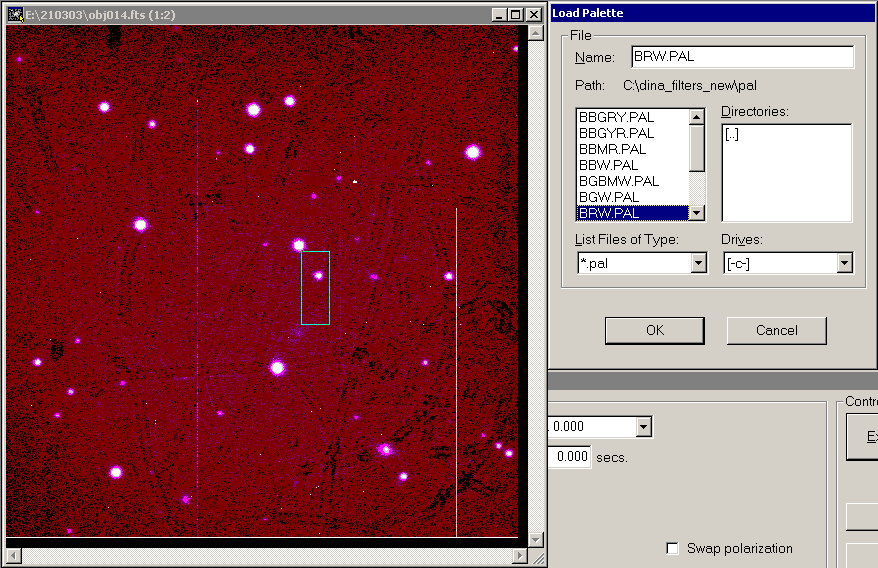 E:\210303\obj014.fts (1:2)
Load Palette
File
Name:
BRW.PAL
Path:
C:\dina_filters_new\pal
BBGRY.PAL
BBGYR.PAL
BBMR.PAL
BBW.PAL
BGBMW.PAL
BGW.PAL
BRW.PAL
Directories:
[..]
List Files of Type:
*.pal
Drives:
[-c-]
OK
Cancel
0.000
0.000 secs.
Swap polarization
Contro
Ex